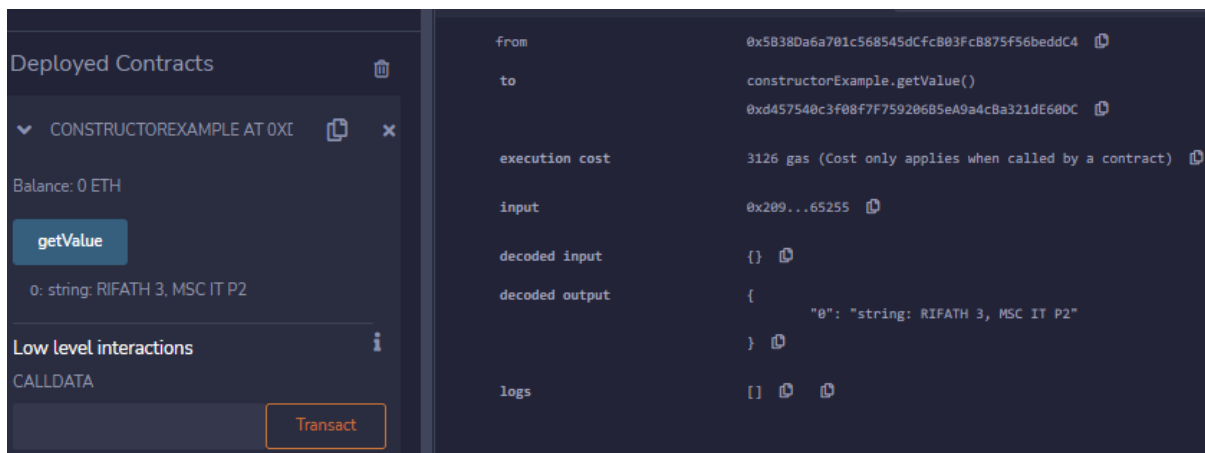 Deployed Contracts
CONSTRUCTOREXAMPLE AT 0XI
Balance: 0 ETH
getValue
0: string: RIFATH 3, MSC IT P2
Low level interactions
i
CALLDATA
Transact
from 0x5B38Da6a701c568545dCfcB03FcB875f56beddC4
to constructorExample.getValue()
0xd457540c3f08f7F759206B5eA9a4cBa321dE60DC
execution cost 3126 gas (Cost only applies when called by a contract)
input 0x209...65255
decoded input {}
decoded output {
"0": "string: RIFATH 3, MSC IT P2"
}
logs []